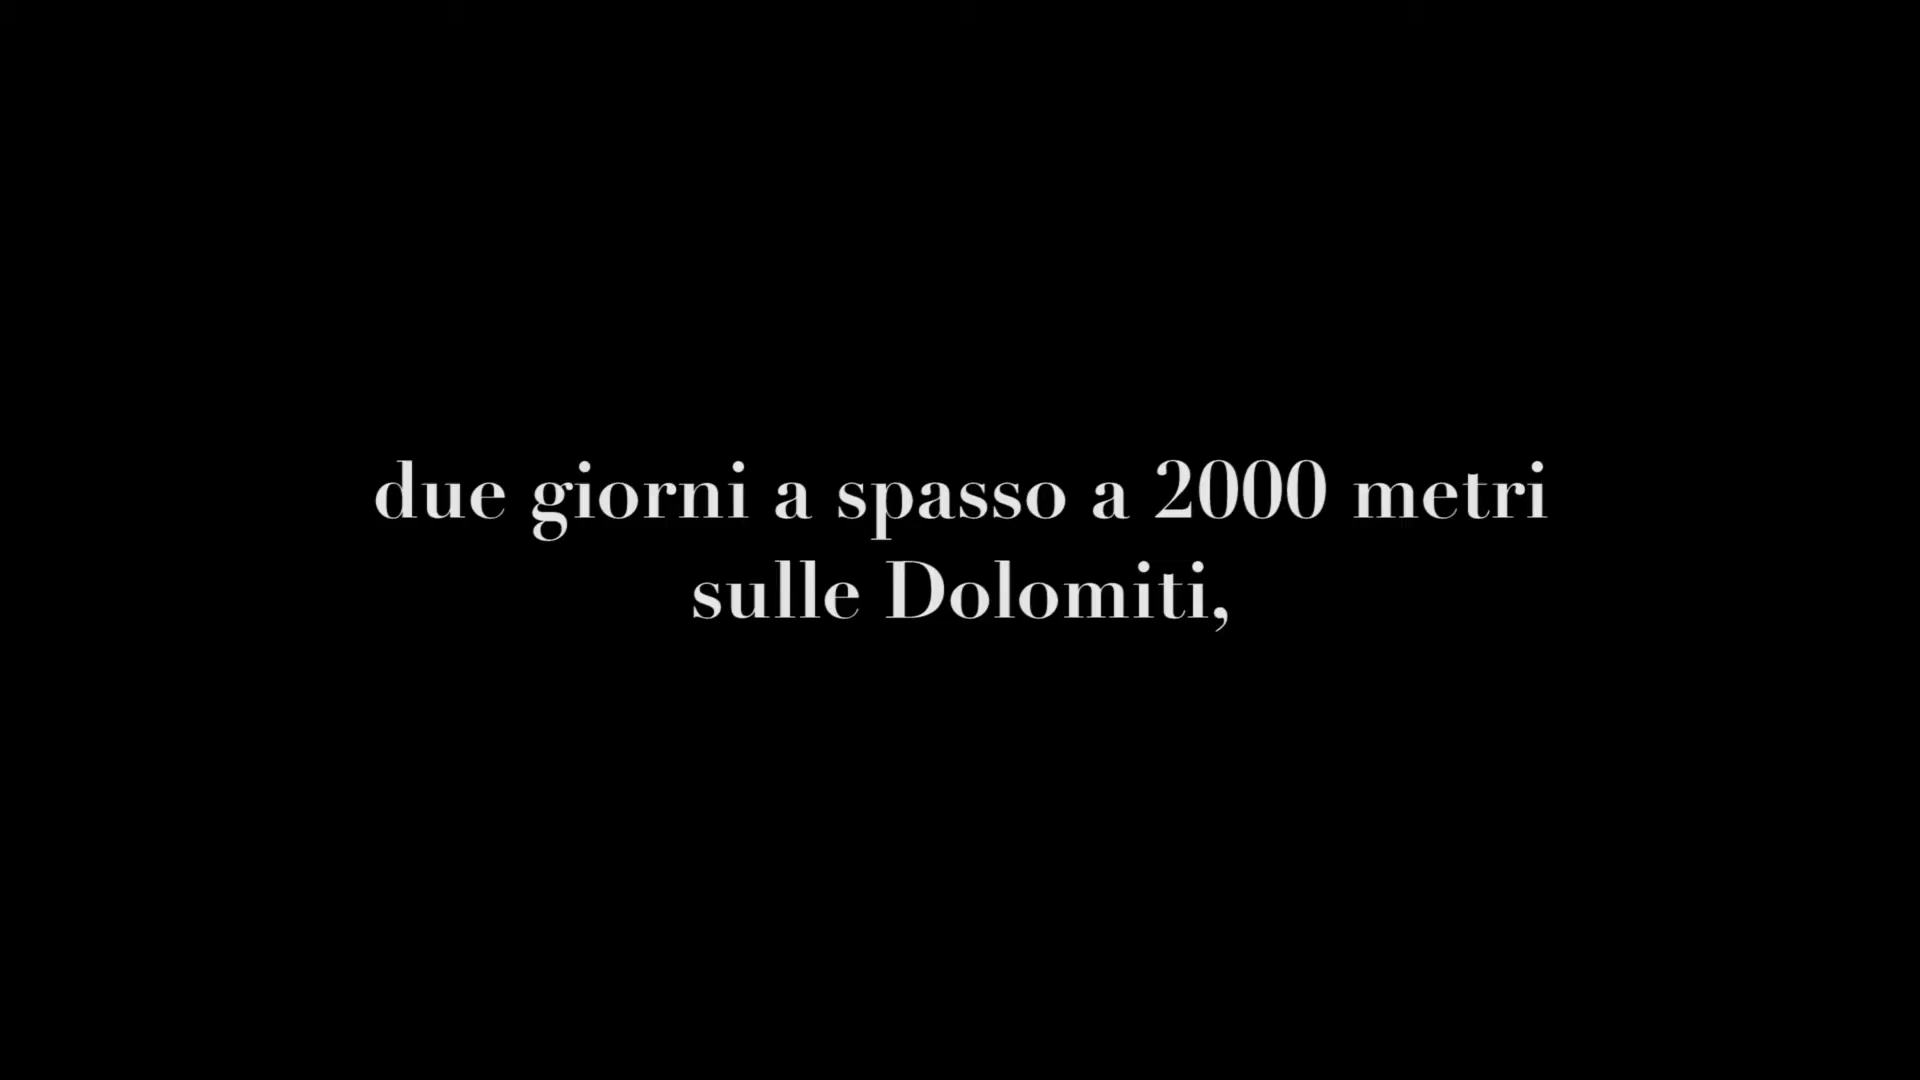 due giorni a spasso a 2000 metri
sulle Dolomiti,